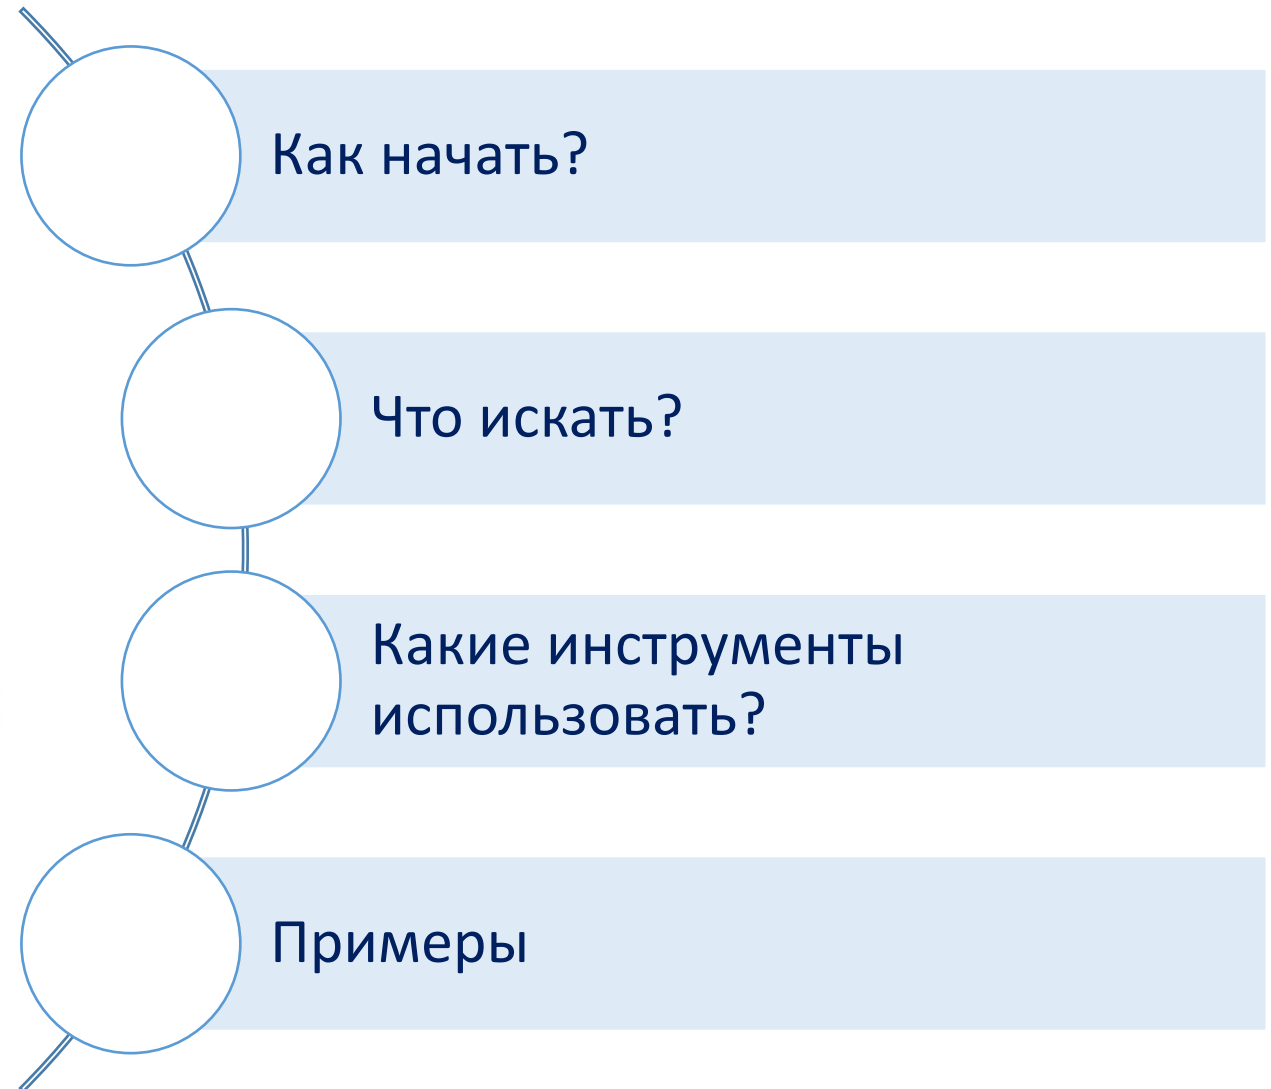 Как начать?
Что искать?
Какие инструменты
использовать?
Примеры